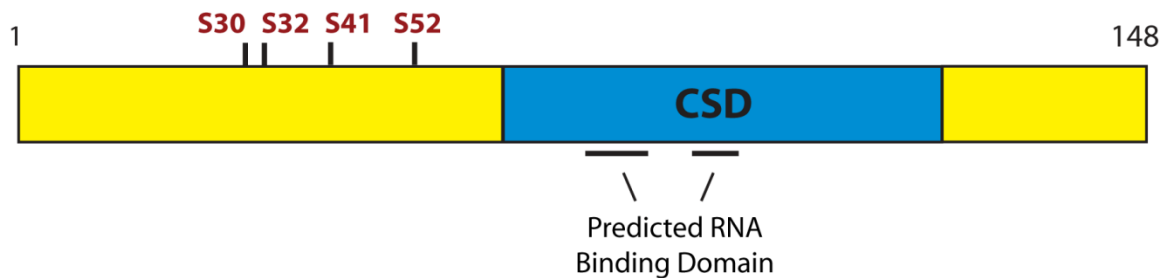 S30 S32 S41 S52
1
148
CSD
Predicted RNA
Binding Domain